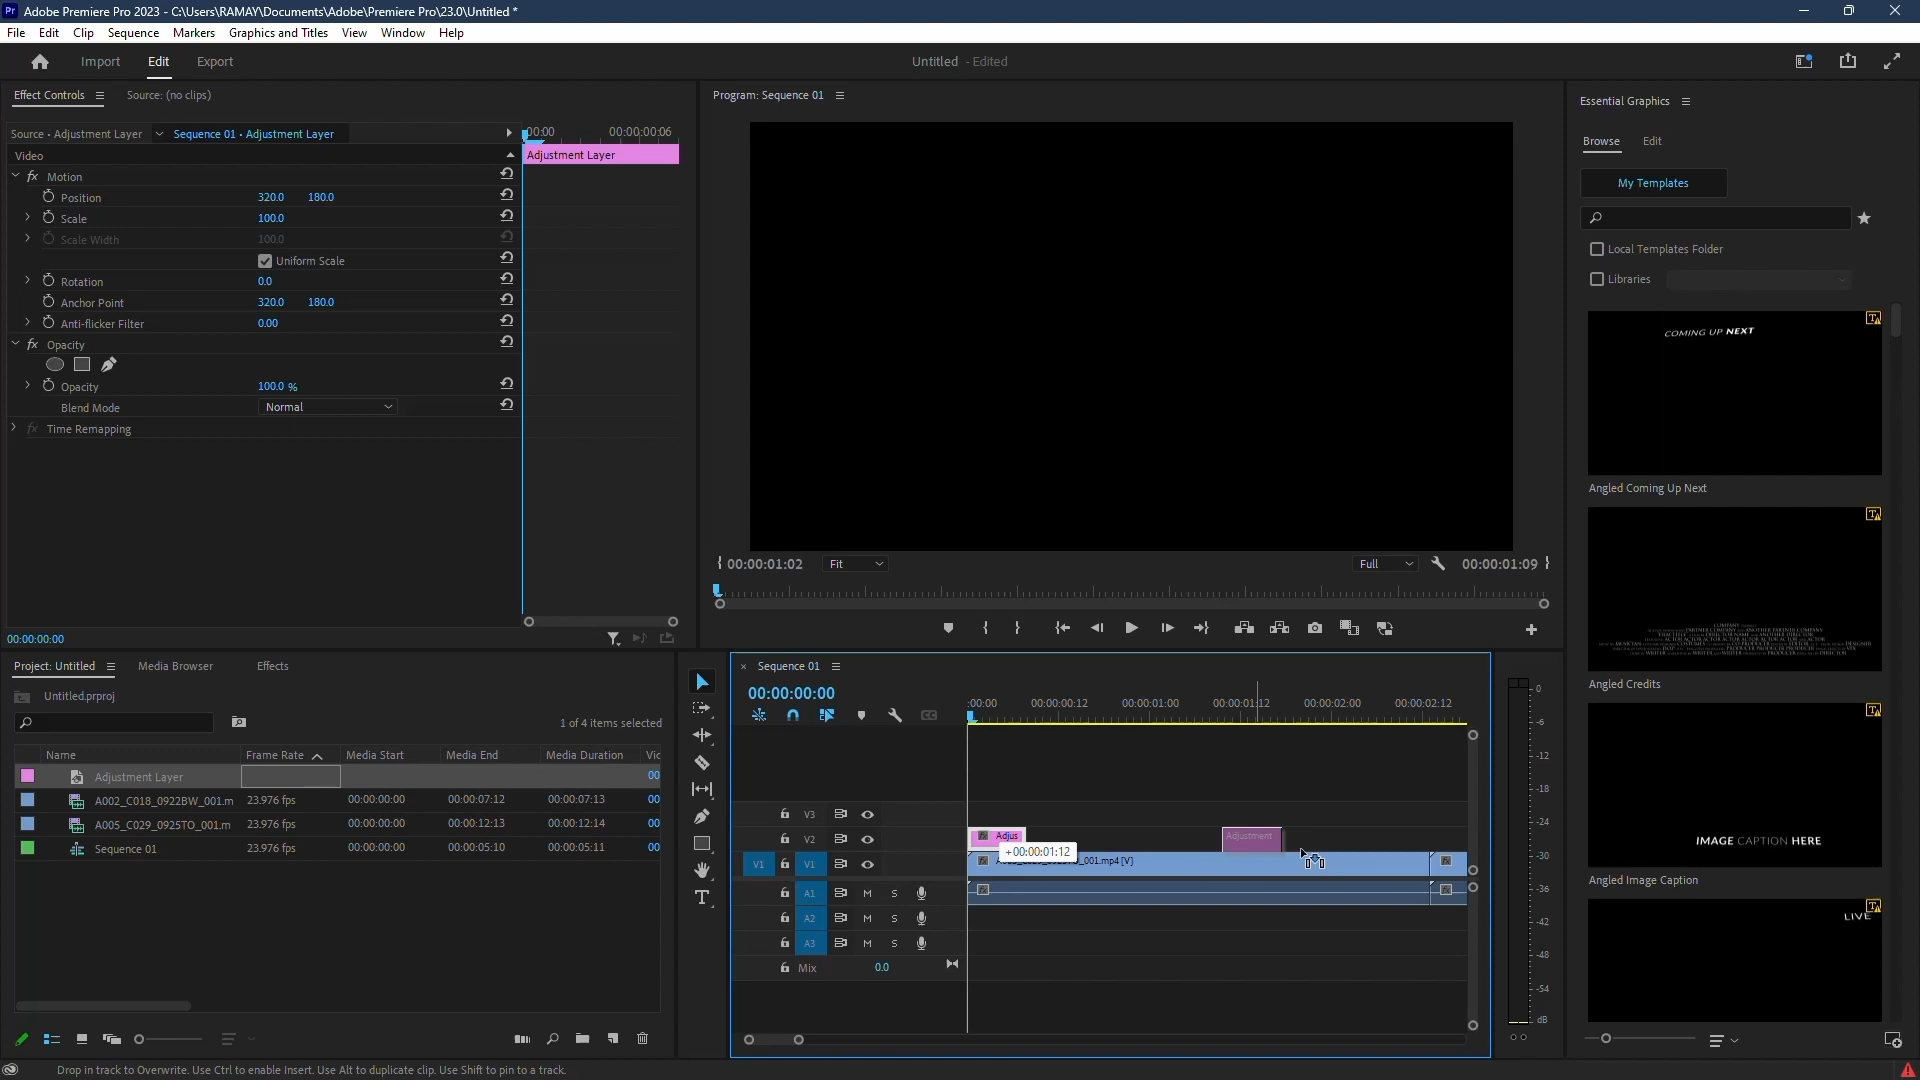 Pr Adobe Premiere Pro 2023 - C:\Users\RAMAY\Documents\Adobe\Premiere Pro\23.0\Untitled *
File Edit Clip Sequence Markers Graphics and Titles View Window Help
Import Edit Export Untitled - Edited
Effect Controls Source: (no clips)
Program: Sequence 01
Essential Graphics
Source • Adjustment Layer Sequence 01 • Adjustment Layer
00:00 00:00:00:06
Video
Adjustment Layer
fx Motion
Position 320.0 180.0
Scale 100.0
Scale Width 100.0
Uniform Scale
Rotation 0.0
Anchor Point 320.0 180.0
Anti-flicker Filter 0.00
fx Opacity
Opacity 100.0 %
Blend Mode Normal
fx Time Remapping
00:00:00:00
00:00:01:02 Fit Full 00:00:01:09
Browse Edit
My Templates
Local Templates Folder
Libraries
COMING UP NEXT
Angled Coming Up Next
Angled Credits
IMAGE CAPTION HERE
Angled Image Caption
LIVE
Project: Untitled Media Browser Effects
Untitled.prproj
1 of 4 items selected
Name Frame Rate Media Start Media End Media Duration Vic
Adjustment Layer 00
A002_C018_0922BW_001.m 23.976 fps 00:00:00:00 00:00:07:12 00:00:07:13 00
A005_C029_0925TO_001.m 23.976 fps 00:00:00:00 00:00:12:13 00:00:12:14 00
Sequence 01 23.976 fps 00:00:00:00 00:00:05:10 00:00:05:11 00
× Sequence 01
00:00:00:00
:00:00 00:00:00:12 00:00:01:00 00:00:01:12 00:00:02:00 00:00:02:12
V3
V2 Adjus Adjustment
+00:00:01:12
V1 V1 _001.mp4 [V]
A1 M S
A2 M S
A3 M S
Mix 0.0
0
-6
-12
-18
-24
-30
-36
-42
-48
-54
dB
Drop in track to Overwrite. Use Ctrl to enable Insert. Use Alt to duplicate clip. Use Shift to pin to a track.